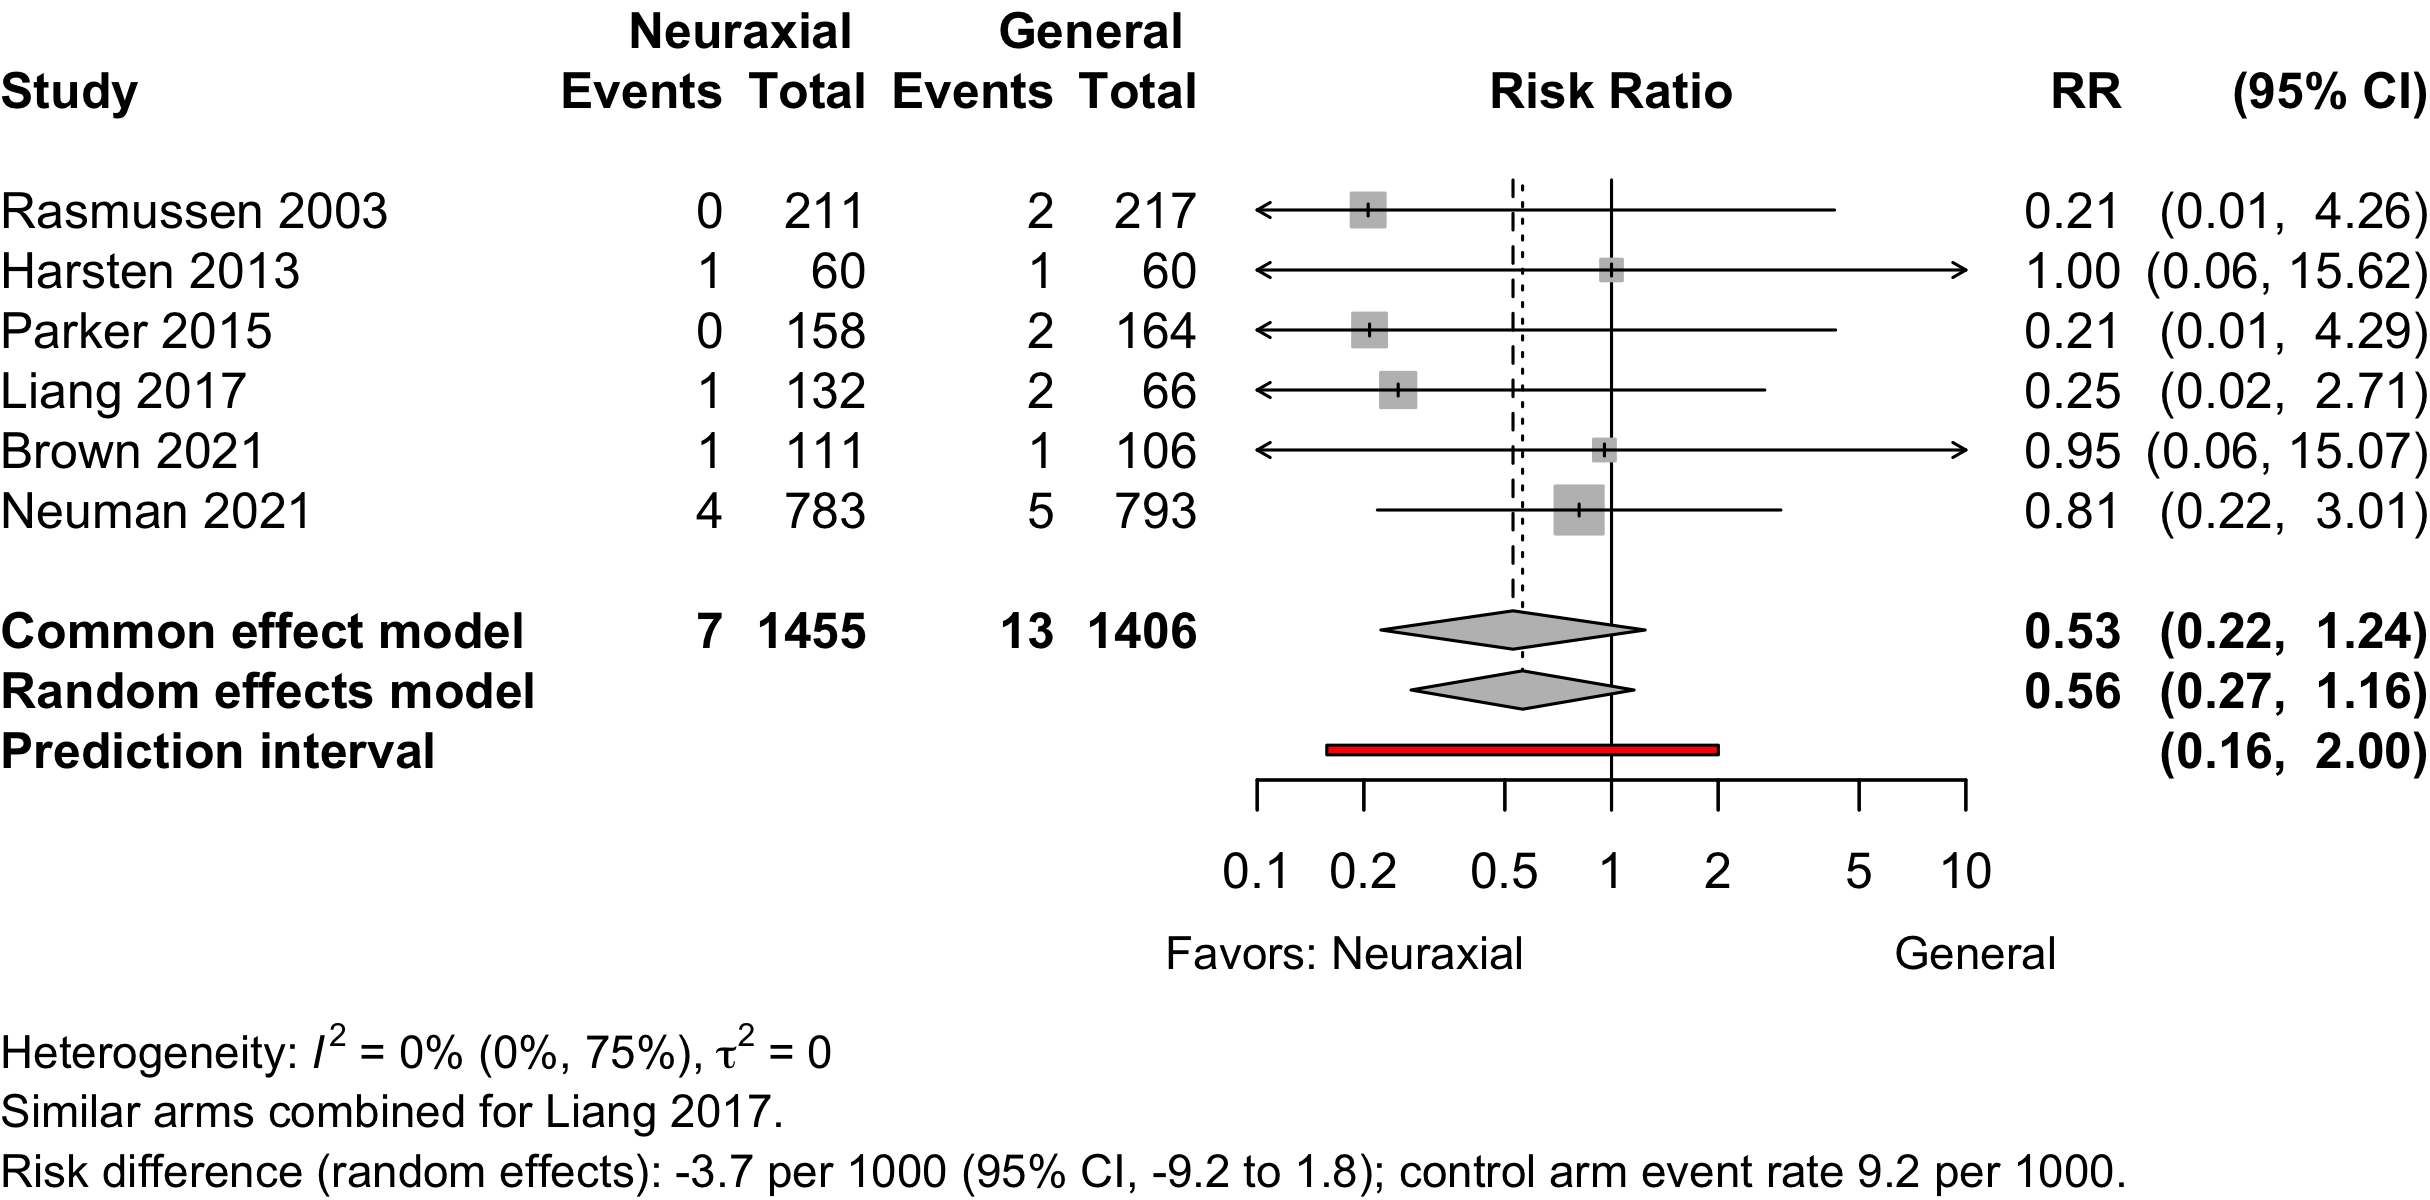 Neuraxial General
Study Events Total Events Total Risk Ratio RR (95% CI)
Rasmussen 2003 0 211 2 217 0.21 (0.01, 4.26)
Harsten 2013 1 60 1 60 1.00 (0.06, 15.62)
Parker 2015 0 158 2 164 0.21 (0.01, 4.29)
Liang 2017 1 132 2 66 0.25 (0.02, 2.71)
Brown 2021 1 111 1 106 0.95 (0.06, 15.07)
Neuman 2021 4 783 5 793 0.81 (0.22, 3.01)
Common effect model 7 1455 13 1406 0.53 (0.22, 1.24)
Random effects model 0.56 (0.27, 1.16)
Prediction interval (0.16, 2.00)
0.1 0.2 0.5 1 2 5 10
Favors: Neuraxial General
Heterogeneity: I² = 0% (0%, 75%), τ² = 0
Similar arms combined for Liang 2017.
Risk difference (random effects): -3.7 per 1000 (95% CI, -9.2 to 1.8); control arm event rate 9.2 per 1000.